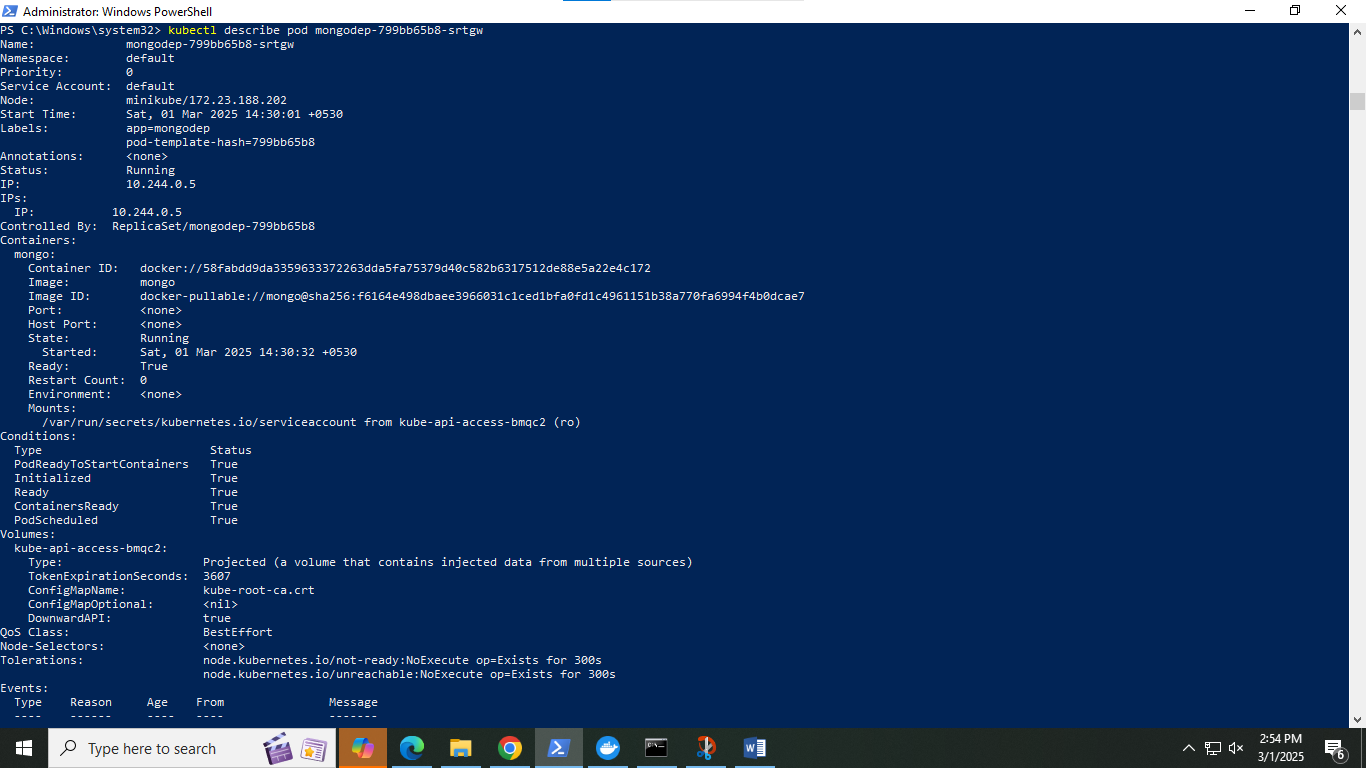 Administrator: Windows PowerShell
PS C:\Windows\system32> kubectl describe pod mongodep-799bb65b8-srtgw
Name:             mongodep-799bb65b8-srtgw
Namespace:        default
Priority:         0
Service Account:  default
Node:             minikube/172.23.188.202
Start Time:       Sat, 01 Mar 2025 14:30:01 +0530
Labels:           app=mongodep
                  pod-template-hash=799bb65b8
Annotations:      <none>
Status:           Running
IP:               10.244.0.5
IPs:
  IP:           10.244.0.5
Controlled By:  ReplicaSet/mongodep-799bb65b8
Containers:
  mongo:
    Container ID:   docker://58fabdd9da3359633372263dda5fa75379d40c582b6317512de88e5a22e4c172
    Image:          mongo
    Image ID:       docker-pullable://mongo@sha256:f6164e498dbaee3966031c1ced1bfa0fd1c4961151b38a770fa6994f4b0dcae7
    Port:           <none>
    Host Port:      <none>
    State:          Running
      Started:      Sat, 01 Mar 2025 14:30:32 +0530
    Ready:          True
    Restart Count:  0
    Environment:    <none>
    Mounts:
      /var/run/secrets/kubernetes.io/serviceaccount from kube-api-access-bmqc2 (ro)
Conditions:
  Type                        Status
  PodReadyToStartContainers   True
  Initialized                 True
  Ready                       True
  ContainersReady             True
  PodScheduled                True
Volumes:
  kube-api-access-bmqc2:
    Type:                    Projected (a volume that contains injected data from multiple sources)
    TokenExpirationSeconds:  3607
    ConfigMapName:           kube-root-ca.crt
    ConfigMapOptional:       <nil>
    DownwardAPI:             true
QoS Class:                   BestEffort
Node-Selectors:              <none>
Tolerations:                 node.kubernetes.io/not-ready:NoExecute op=Exists for 300s
                             node.kubernetes.io/unreachable:NoExecute op=Exists for 300s
Events:
  Type    Reason     Age    From               Message
  ----    ------     ----   ----               -------
Type here to search
2:54 PM
3/1/2025
6